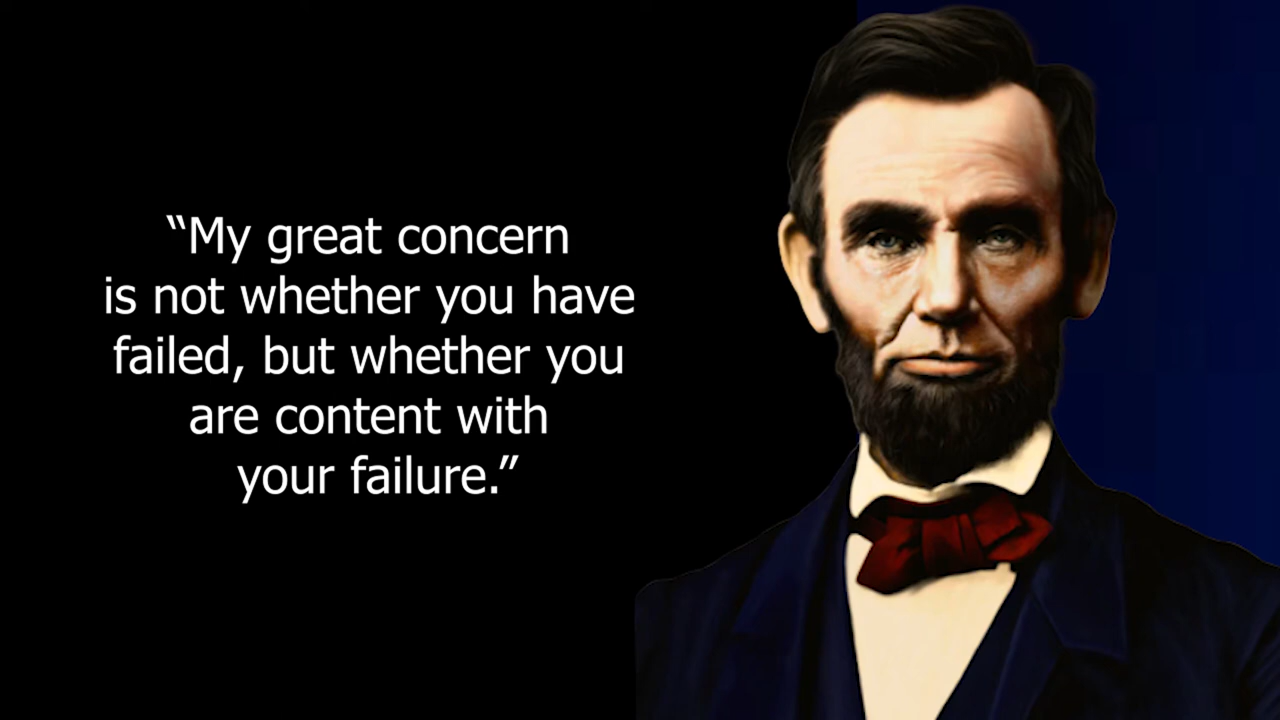 “My great concern
is not whether you have
failed, but whether you
are content with
your failure.”